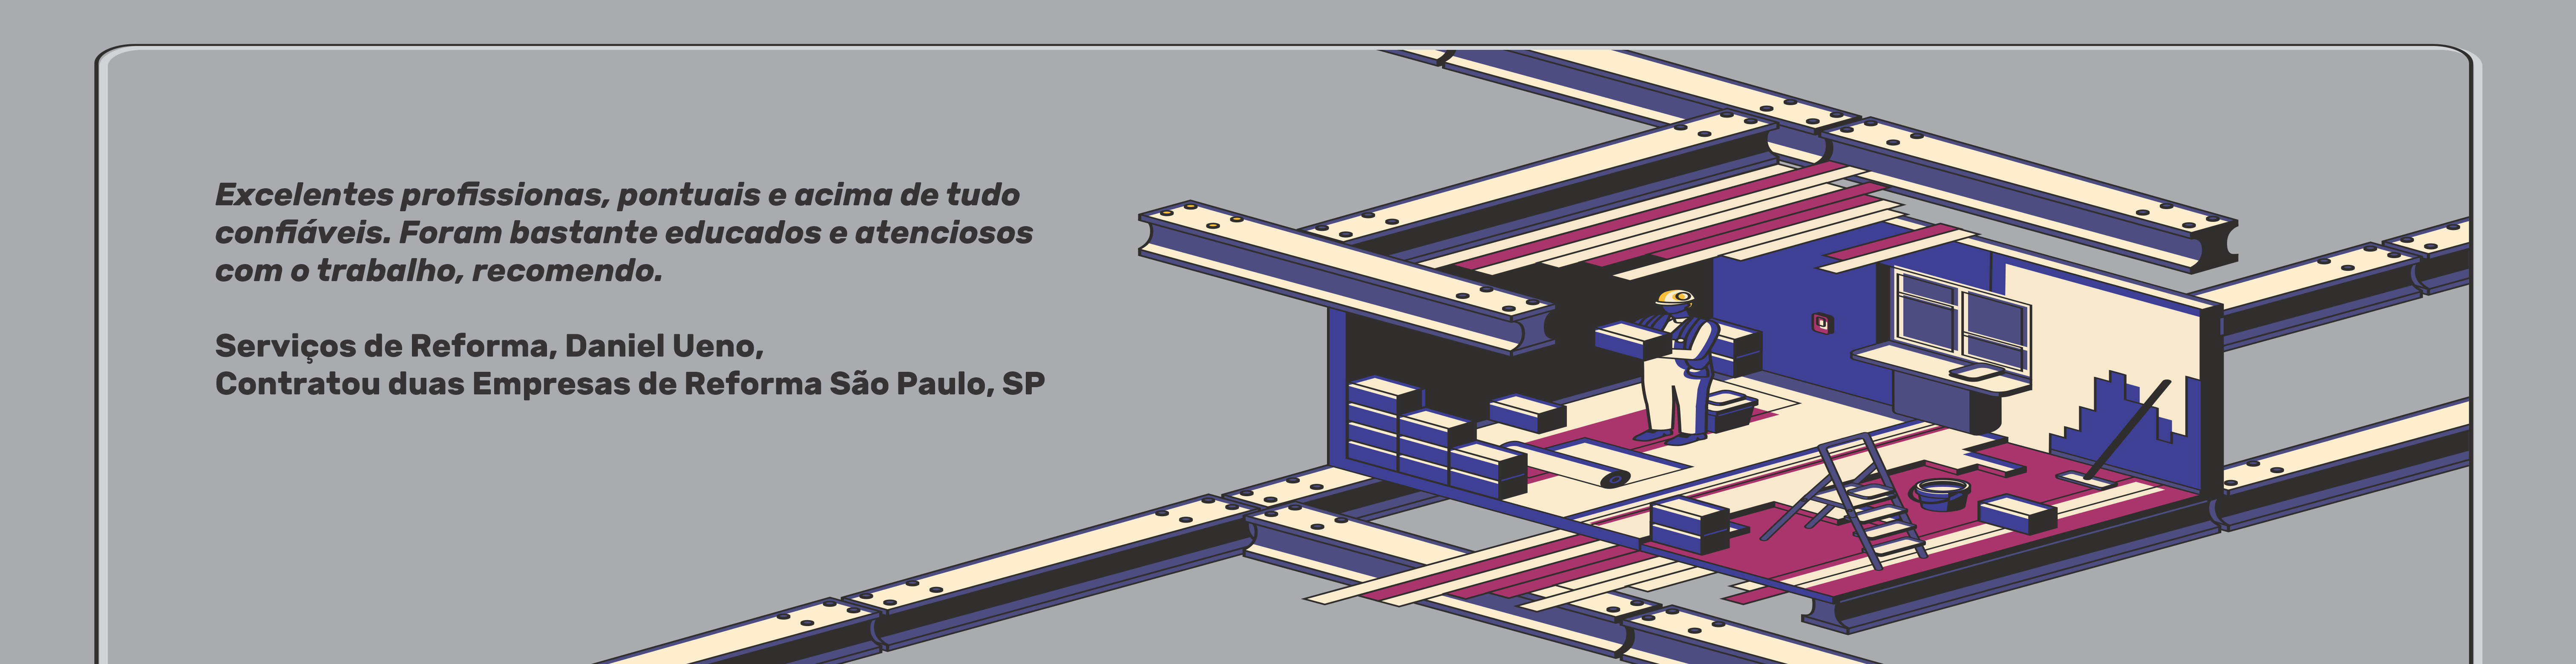 Excelentes profissionas, pontuais e acima de tudo
confiáveis. Foram bastante educados e atenciosos
com o trabalho, recomendo.
Serviços de Reforma, Daniel Ueno,
Contratou duas Empresas de Reforma São Paulo, SP